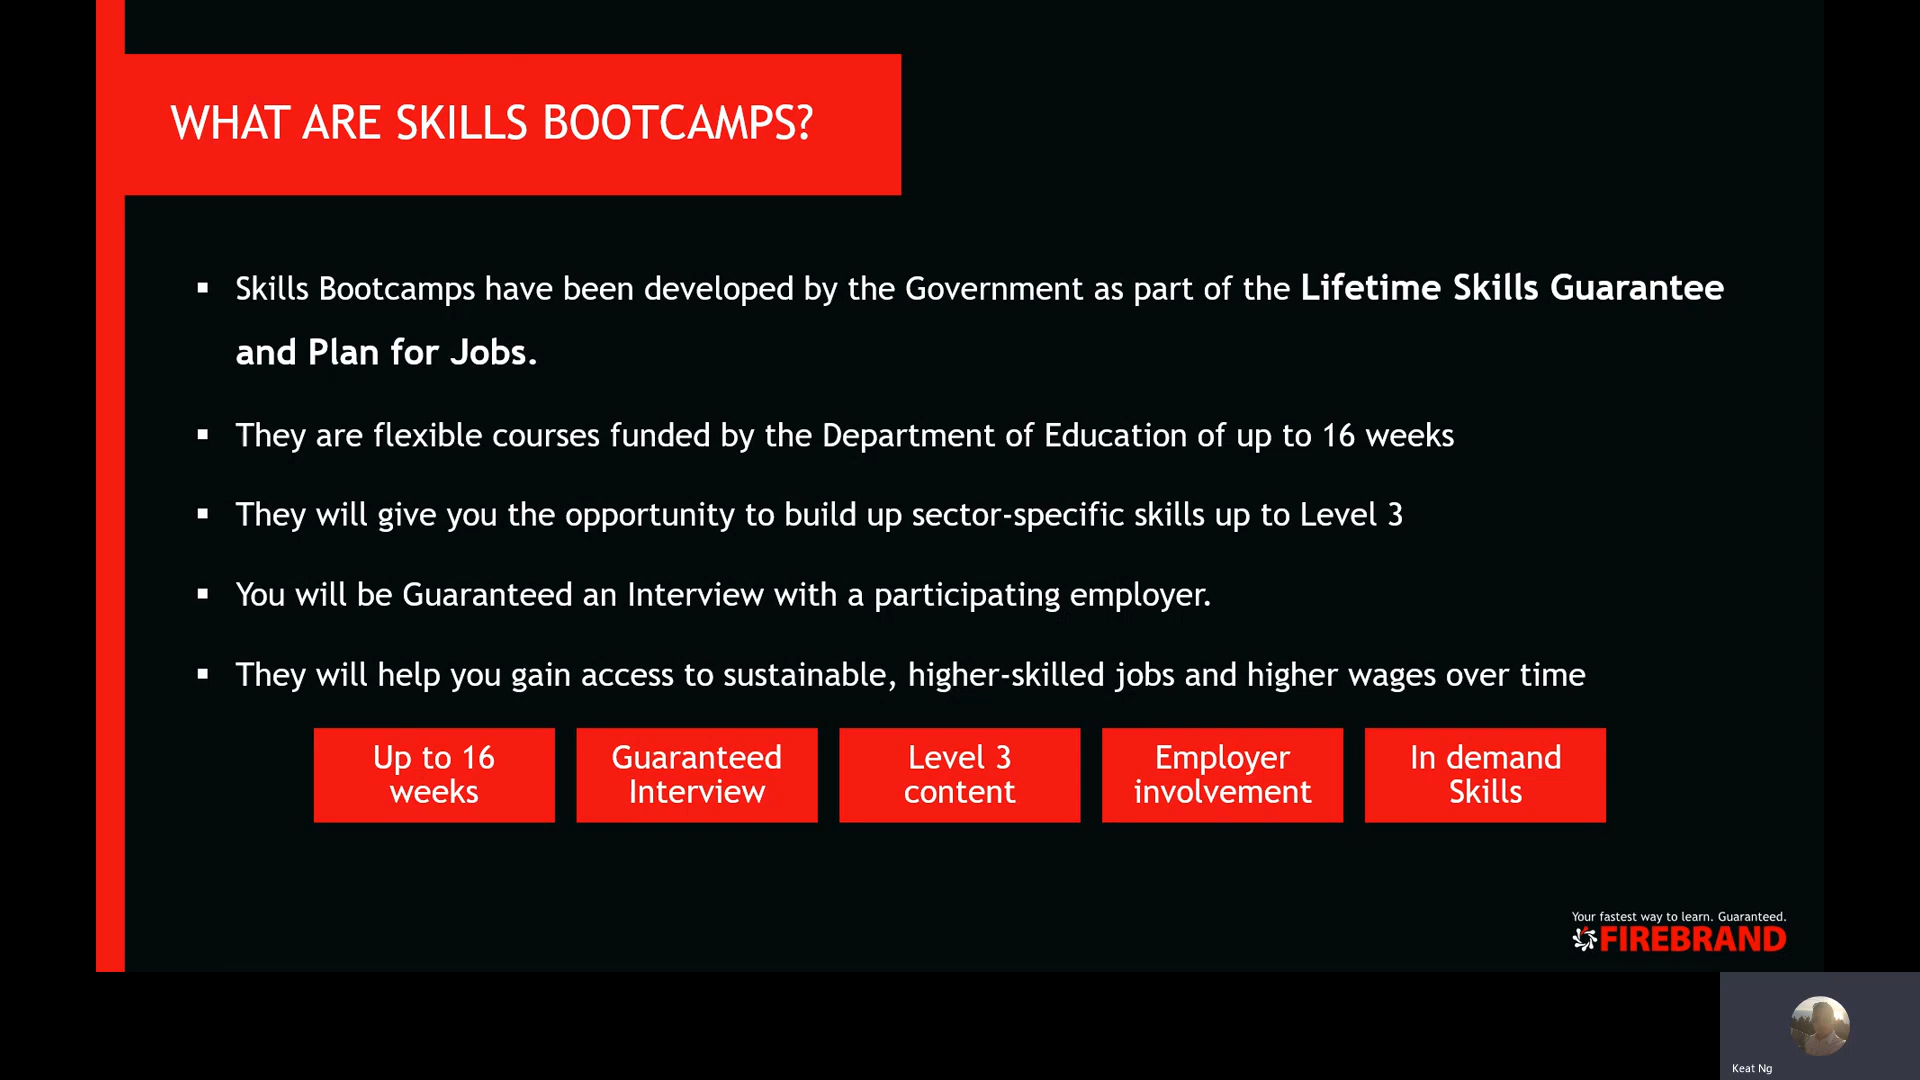 WHAT ARE SKILLS BOOTCAMPS?
▪ Skills Bootcamps have been developed by the Government as part of the Lifetime Skills Guarantee
and Plan for Jobs.
▪ They are flexible courses funded by the Department of Education of up to 16 weeks
▪ They will give you the opportunity to build up sector-specific skills up to Level 3
▪ You will be Guaranteed an Interview with a participating employer.
▪ They will help you gain access to sustainable, higher-skilled jobs and higher wages over time
Up to 16
weeks
Guaranteed
Interview
Level 3
content
Employer
involvement
In demand
Skills
Your fastest way to learn. Guaranteed.
FIREBRAND
Keat Ng